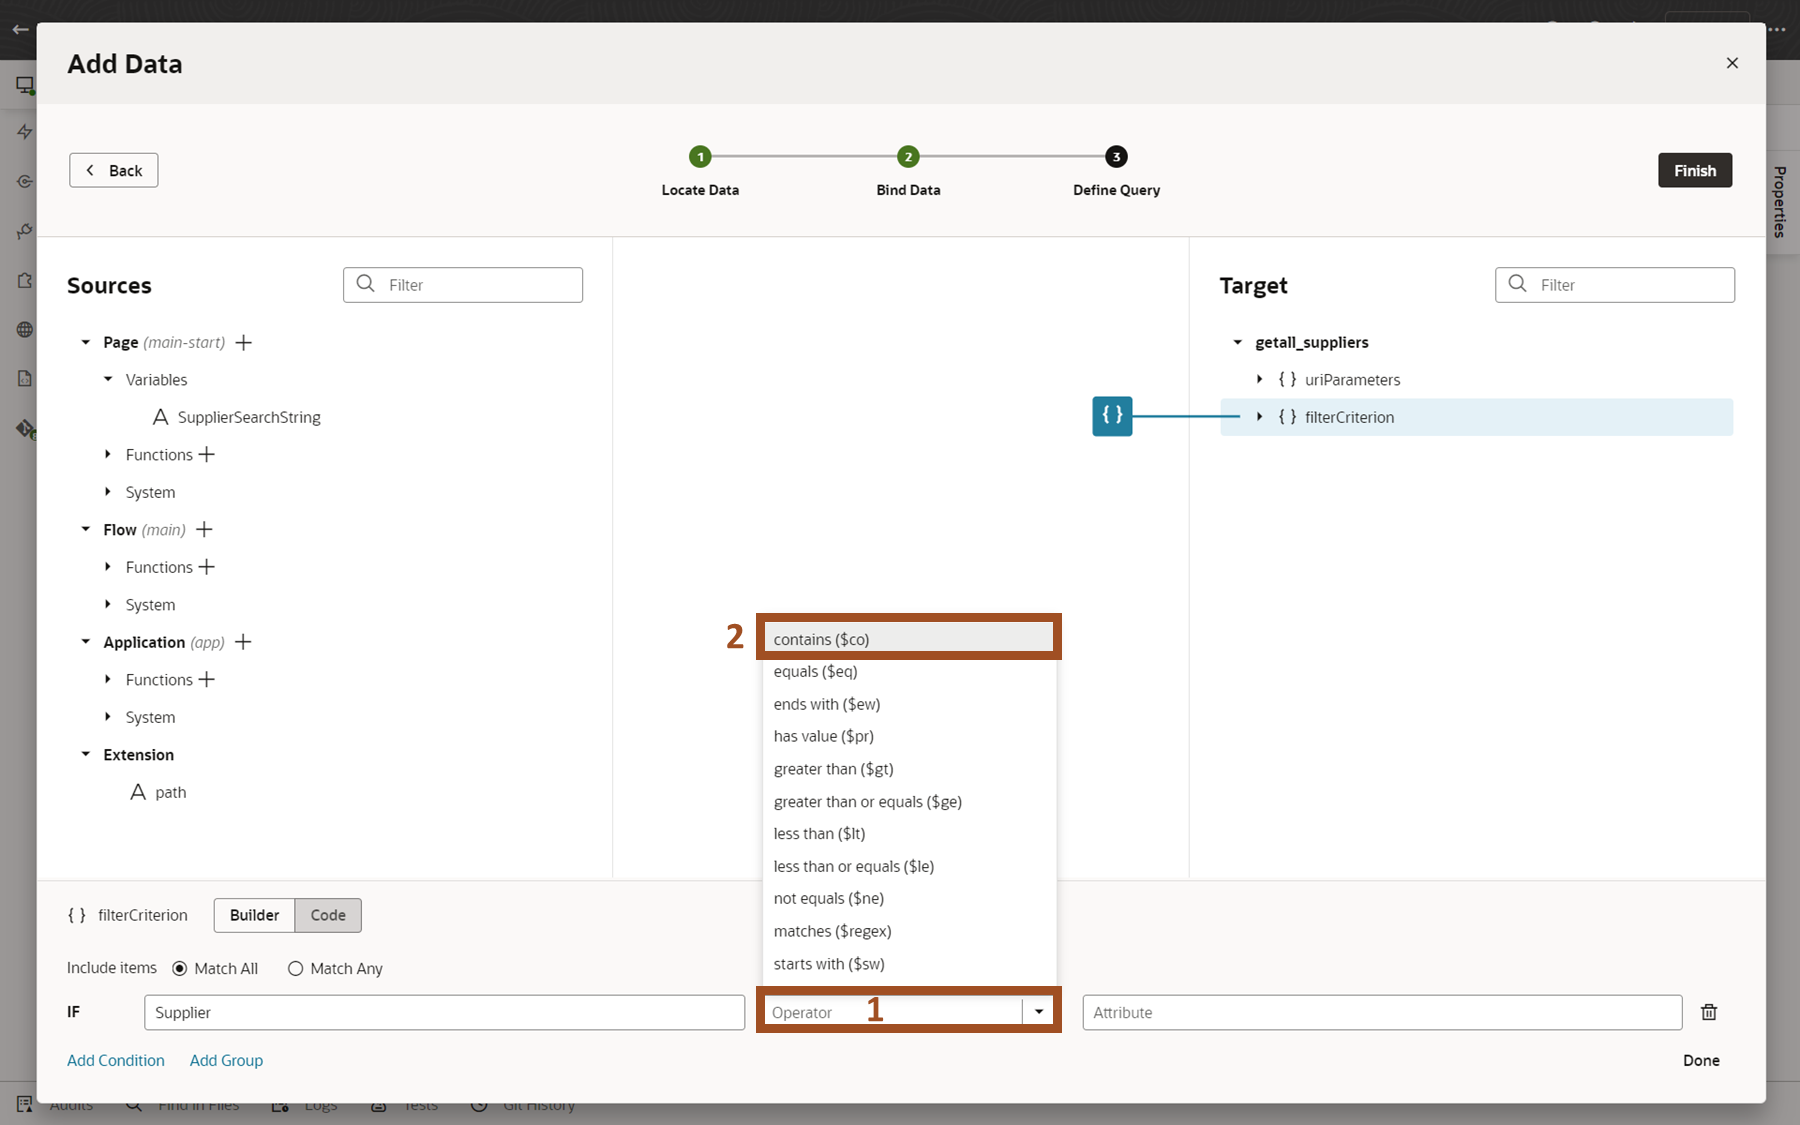 Add Data
Back
1
2
3
Locate Data
Bind Data
Define Query
Finish
Properties
Sources
Filter
Page (main-start)
Variables
SupplierSearchString
Functions
System
Flow (main)
Functions
System
Application (app)
Functions
System
Extension
path
Target
Filter
getall_suppliers
{ } uriParameters
{ }
{ } filterCriterion
2
contains ($co)
equals ($eq)
ends with ($ew)
has value ($pr)
greater than ($gt)
greater than or equals ($ge)
less than ($lt)
less than or equals ($le)
not equals ($ne)
matches ($regex)
starts with ($sw)
{ } filterCriterion
Builder
Code
Include items
Match All
Match Any
IF
Supplier
Operator
1
Attribute
Add Condition
Add Group
Done
Audits
Find in Files
Logs
Tests
Git History